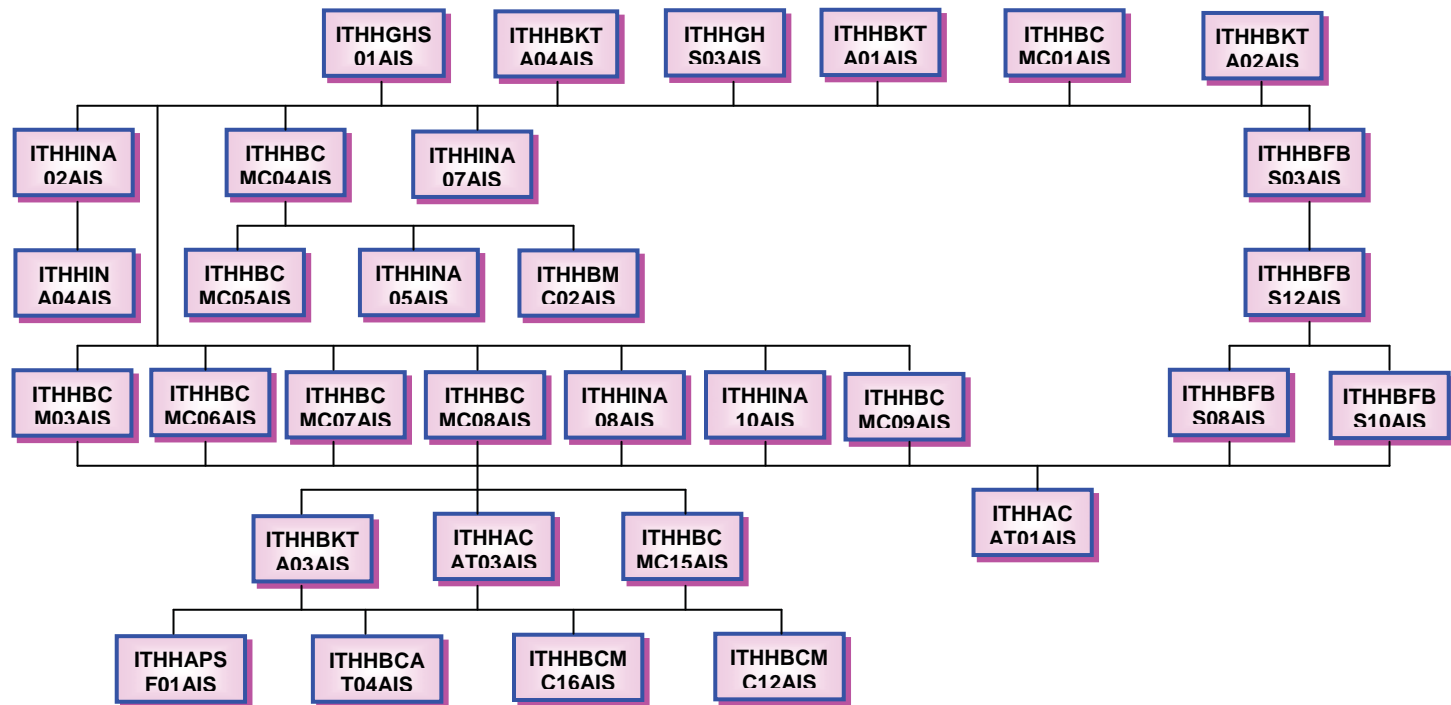 ITHHGHS
01AIS
ITHHBKT
A04AIS
ITHHGH
S03AIS
ITHHBKT
A01AIS
ITHHBC
MC01AIS
ITHHBKT
A02AIS
ITHHINA
02AIS
ITHHBC
MC04AIS
ITHHINA
07AIS
ITHHBFB
S03AIS
ITHHIN
A04AIS
ITHHBC
MC05AIS
ITHHINA
05AIS
ITHHBM
C02AIS
ITHHBFB
S12AIS
ITHHBC
M03AIS
ITHHBC
MC06AIS
ITHHBC
MC07AIS
ITHHBC
MC08AIS
ITHHINA
08AIS
ITHHINA
10AIS
ITHHBC
MC09AIS
ITHHBFB
S08AIS
ITHHBFB
S10AIS
ITHHBKT
A03AIS
ITHHAC
AT03AIS
ITHHBC
MC15AIS
ITHHAC
AT01AIS
ITHHAPS
F01AIS
ITHHBCA
T04AIS
ITHHBCM
C16AIS
ITHHBCM
C12AIS